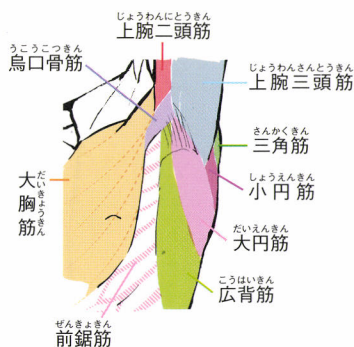 じょうわんにとうきん
上腕二頭筋
うこうこつきん
烏口骨筋
じょうわんさんとうきん
上腕三頭筋
さんかくきん
三角筋
しょうえんきん
小円筋
だいきょうきん
大胸筋
だいえんきん
大円筋
こうはいきん
広背筋
ぜんきょきん
前鋸筋